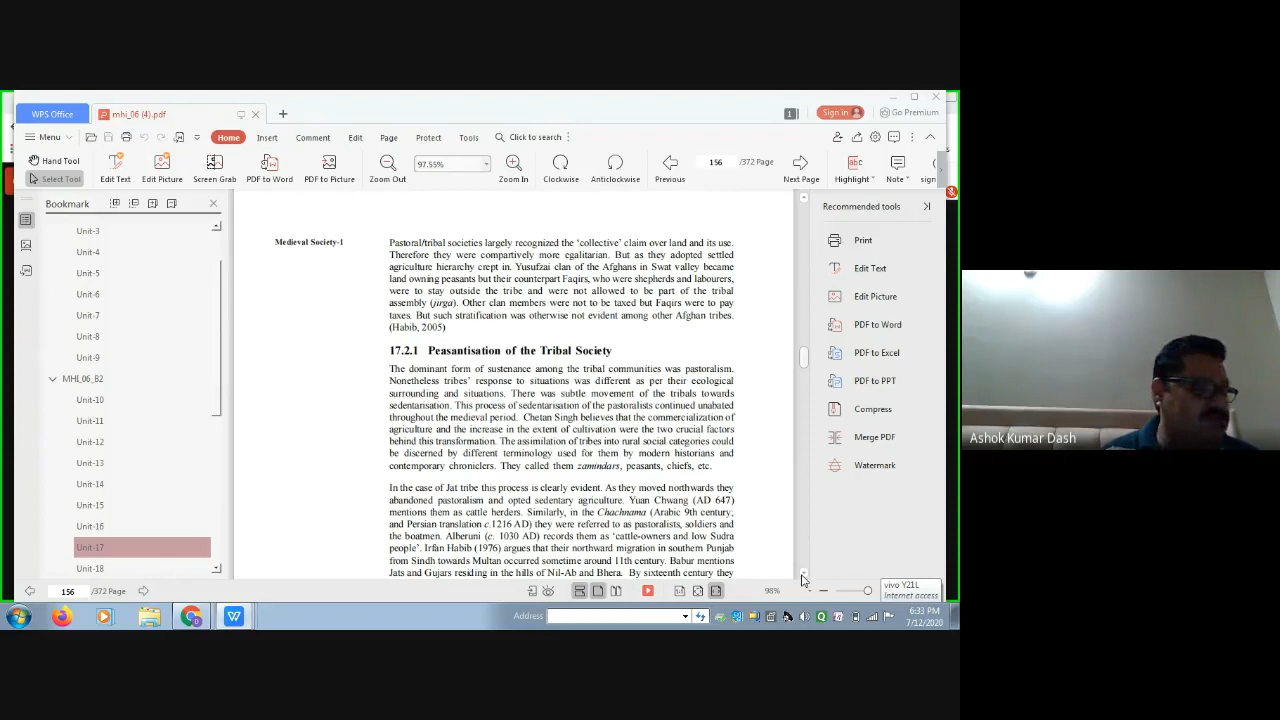 WPS Office
mhi_06 (4).pdf
1
Sign in
Go Premium
Menu
Home
Insert
Comment
Edit
Page
Protect
Tools
Click to search
Hand Tool
Select Tool
Edit Text
Edit Picture
Screen Grab
PDF to Word
PDF to Picture
Zoom Out
97.55%
Zoom In
Clockwise
Anticlockwise
Previous
156
/372 Page
Next Page
Highlight
Note
sign
Bookmark
Unit-3
Unit-4
Unit-5
Unit-6
Unit-7
Unit-8
Unit-9
MHI_06_B2
Unit-10
Unit-11
Unit-12
Unit-13
Unit-14
Unit-15
Unit-16
Unit-17
Unit-18
Medieval Society-1
Pastoral/tribal societies largely recognized the 'collective' claim over land and its use.
Therefore they were compartively more egalitarian. But as they adopted settled
agriculture hierarchy crept in. Yusufzai clan of the Afghans in Swat valley became
land owning peasants but their counterpart Faqirs, who were shepherds and labourers,
were to stay outside the tribe and were not allowed to be part of the tribal
assembly (jirga). Other clan members were not to be taxed but Faqirs were to pay
taxes. But such stratification was otherwise not evident among other Afghan tribes.
(Habib, 2005)
17.2.1 Peasantisation of the Tribal Society
The dominant form of sustenance among the tribal communities was pastoralism.
Nonetheless tribes' response to situations was different as per their ecological
surrounding and situations. There was subtle movement of the tribals towards
sedentarisation. This process of sedentarisation of the pastoralists continued unabated
throughout the medieval period. Chetan Singh believes that the commercialization of
agriculture and the increase in the extent of cultivation were the two crucial factors
behind this transformation. The assimilation of tribes into rural social categories could
be discerned by different terminology used for them by modern historians and
contemporary chroniclers. They called them zamindars, peasants, chiefs, etc.
In the case of Jat tribe this process is clearly evident. As they moved northwards they
abandoned pastoralism and opted sedentary agriculture. Yuan Chwang (AD 647)
mentions them as cattle herders. Similarly, in the Chachnama (Arabic 9th century;
and Persian translation c.1216 AD) they were referred to as pastoralists, soldiers and
the boatmen. Alberuni (c. 1030 AD) records them as 'cattle-owners and low Sudra
people'. Irfan Habib (1976) argues that their northward migration in southern Punjab
from Sindh towards Multan occurred sometime around 11th century. Babur mentions
Jats and Gujars residing in the hills of Nil-Ab and Bhera. By sixteenth century they
Recommended tools
Print
Edit Text
Edit Picture
PDF to Word
PDF to Excel
PDF to PPT
Compress
Merge PDF
Watermark
156
/372 Page
98%
vivo Y21L
Internet access
Address
6:33 PM
7/12/2020
Ashok Kumar Dash